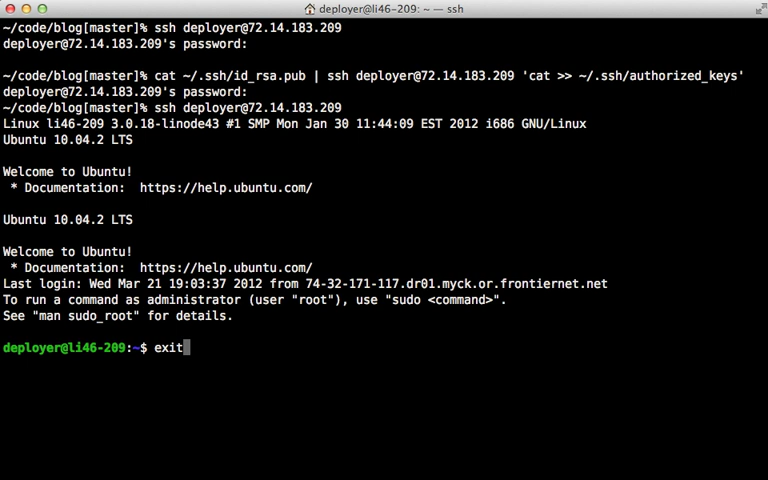 deployer@li46-209: ~ — ssh
~/code/blog[master]% ssh deployer@72.14.183.209
deployer@72.14.183.209's password:
~/code/blog[master]% cat ~/.ssh/id_rsa.pub | ssh deployer@72.14.183.209 'cat >> ~/.ssh/authorized_keys'
deployer@72.14.183.209's password:
~/code/blog[master]% ssh deployer@72.14.183.209
Linux li46-209 3.0.18-linode43 #1 SMP Mon Jan 30 11:44:09 EST 2012 i686 GNU/Linux
Ubuntu 10.04.2 LTS
Welcome to Ubuntu!
 * Documentation:  https://help.ubuntu.com/
Ubuntu 10.04.2 LTS
Welcome to Ubuntu!
 * Documentation:  https://help.ubuntu.com/
Last login: Wed Mar 21 19:03:37 2012 from 74-32-171-117.dr01.myck.or.frontiernet.net
To run a command as administrator (user "root"), use "sudo <command>".
See "man sudo_root" for details.
deployer@li46-209:~$ exit